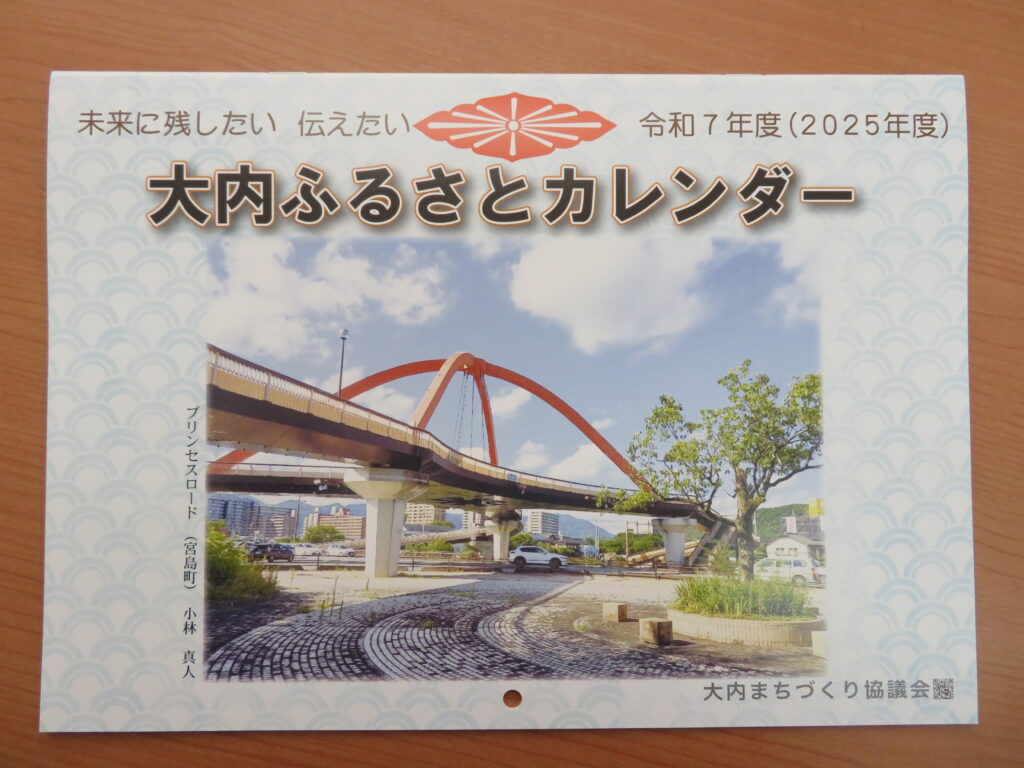 未来に残したい 伝えたい
令和7年度(2025年度)
大内ふるさとカレンダー
プリンセスロード (宮島町) 小林 真人
大内まちづくり協議会